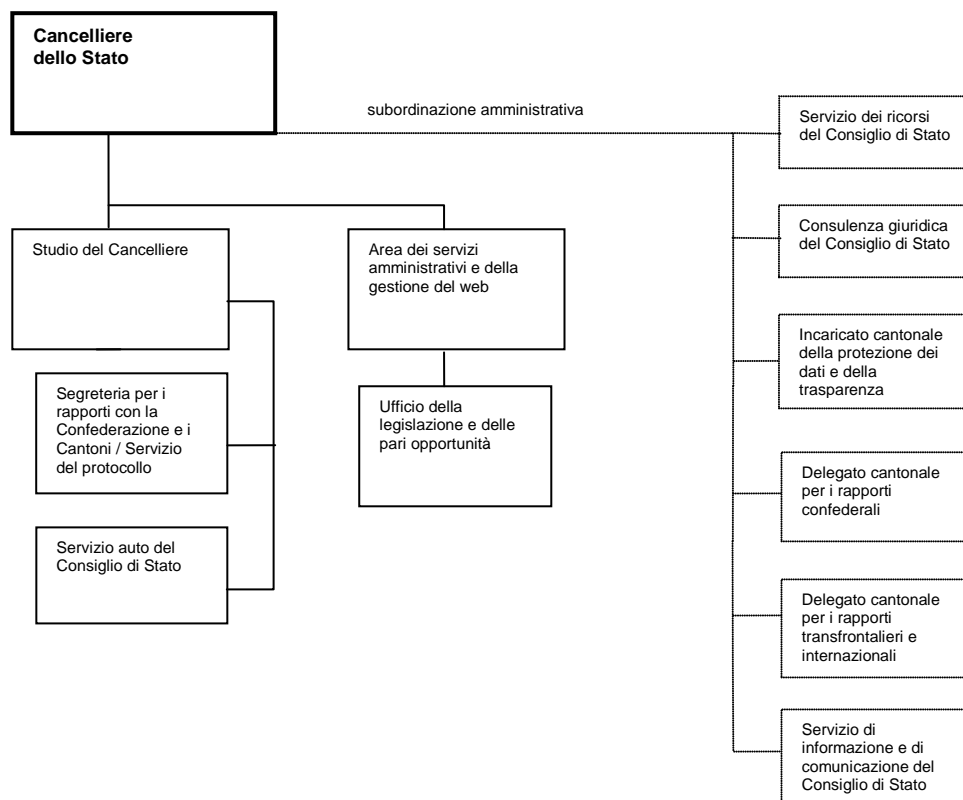 Cancelliere
dello Stato
subordinazione amministrativa
Servizio dei ricorsi
del Consiglio di Stato
Studio del Cancelliere
Area dei servizi
amministrativi e della
gestione del web
Consulenza giuridica
del Consiglio di Stato
Incaricato cantonale
della protezione dei
dati e della
trasparenza
Segreteria per i
rapporti con la
Confederazione e i
Cantoni / Servizio
del protocollo
Ufficio della
legislazione e delle
pari opportunità
Delegato cantonale
per i rapporti
confederali
Servizio auto del
Consiglio di Stato
Delegato cantonale
per i rapporti
transfrontalieri e
internazionali
Servizio di
informazione e di
comunicazione del
Consiglio di Stato